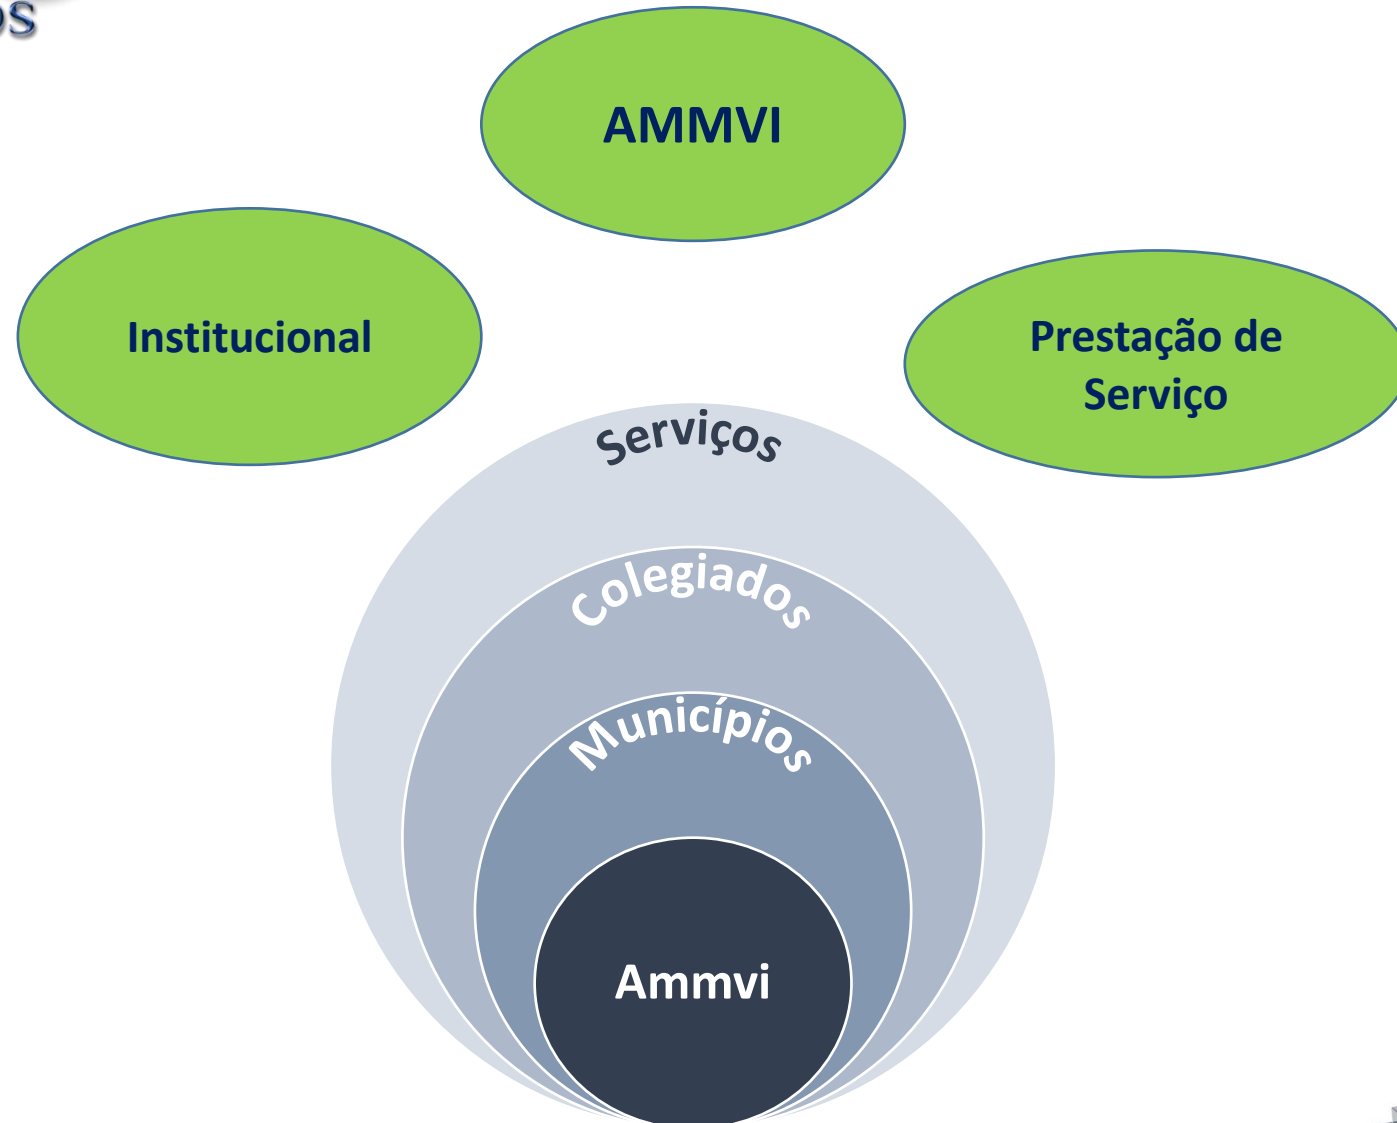 AMMVI
Institucional
Prestação de
Serviço
Serviços
Colegiados
Municípios
Ammvi